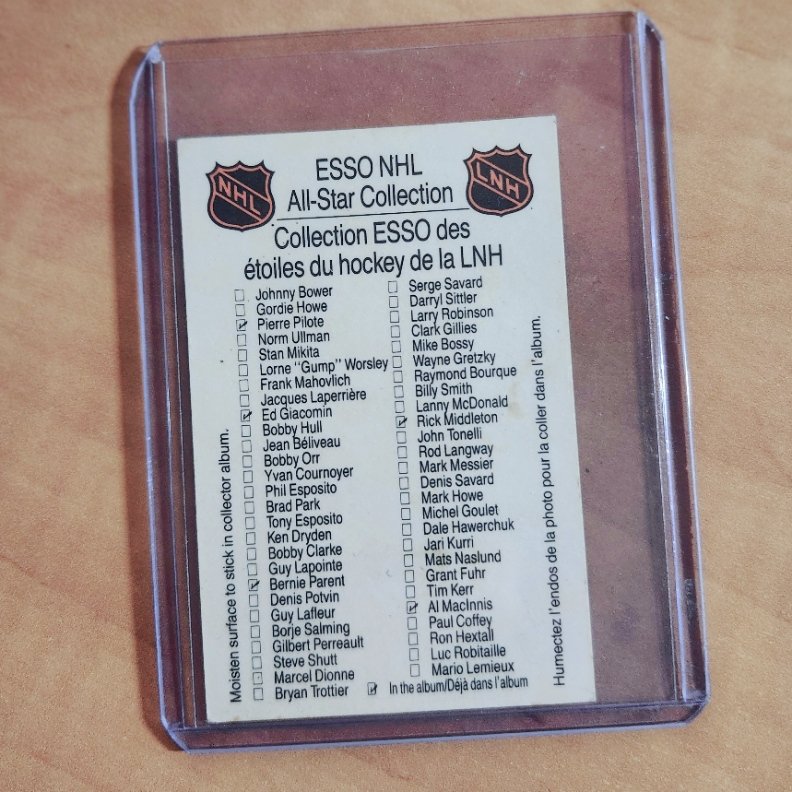 NHL
LNH
ESSO NHL
All-Star Collection
Collection ESSO des
étoiles du hockey de la LNH
Johnny Bower
Gordie Howe
Pierre Pilote
Norm Ullman
Stan Mikita
Lorne "Gump" Worsley
Frank Mahovlich
Jacques Laperrière
Ed Giacomin
Bobby Hull
Jean Béliveau
Bobby Orr
Yvan Cournoyer
Phil Esposito
Brad Park
Tony Esposito
Ken Dryden
Bobby Clarke
Guy Lapointe
Bernie Parent
Denis Potvin
Guy Lafleur
Borje Salming
Gilbert Perreault
Steve Shutt
Marcel Dionne
Bryan Trottier
Serge Savard
Darryl Sittler
Larry Robinson
Clark Gillies
Mike Bossy
Wayne Gretzky
Raymond Bourque
Billy Smith
Lanny McDonald
Rick Middleton
John Tonelli
Rod Langway
Mark Messier
Denis Savard
Mark Howe
Michel Goulet
Dale Hawerchuk
Jari Kurri
Mats Naslund
Grant Fuhr
Tim Kerr
Al MacInnis
Paul Coffey
Ron Hextall
Luc Robitaille
Mario Lemieux
In the album/Déjà dans l'album
Moisten surface to stick in collector album.
Humectez l'endos de la photo pour la coller dans l'album.